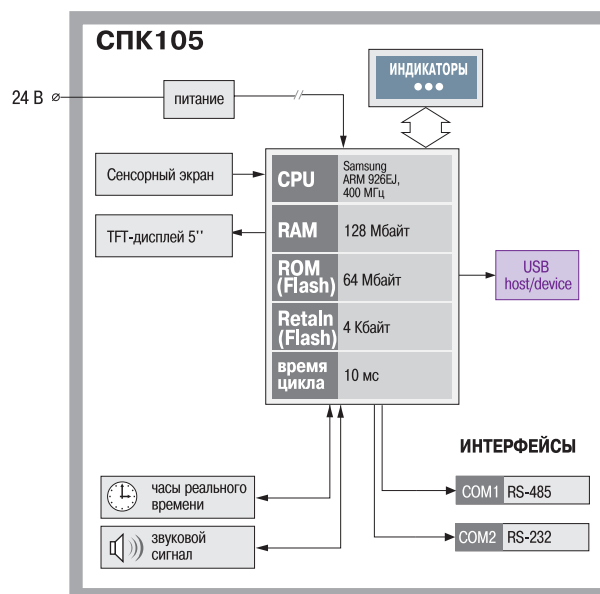 СПК105
ИНДИКАТОРЫ
24 В
питание
Сенсорный экран
TFT-дисплей 5''
CPU
Samsung
ARM 926EJ,
400 МГц
RAM
128 Мбайт
ROM
(Flash)
64 Мбайт
RetaIn
(Flash)
4 Кбайт
время
цикла
10 мс
USB
host/device
ИНТЕРФЕЙСЫ
COM1 RS-485
COM2 RS-232
часы реального
времени
звуковой
сигнал